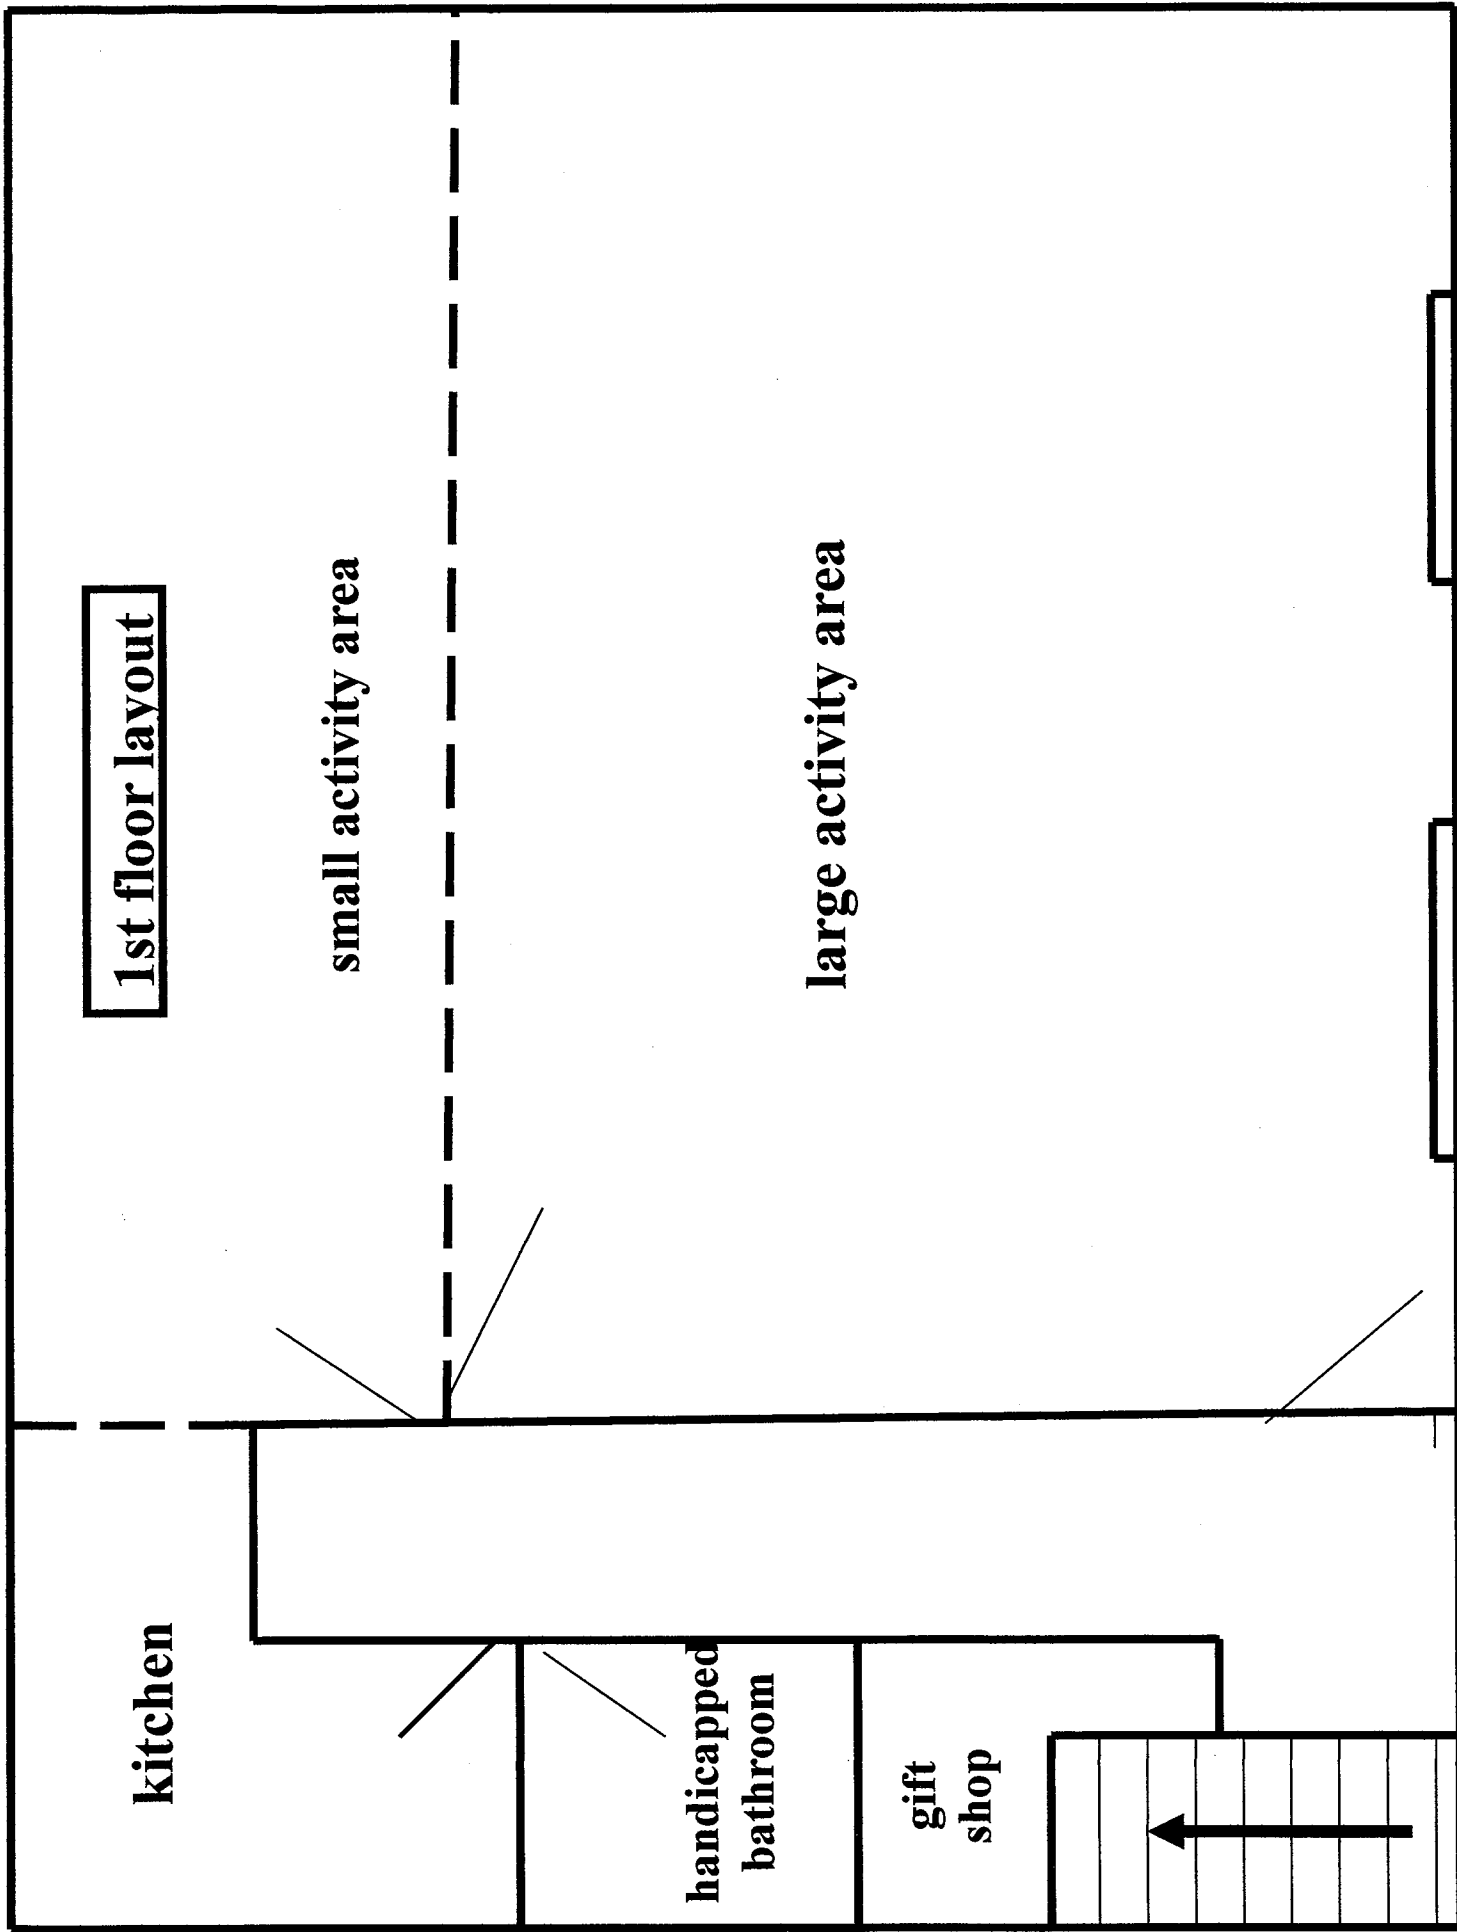 1st floor layout
small activity area
large activity area
kitchen
handicapped
bathroom
gift
shop